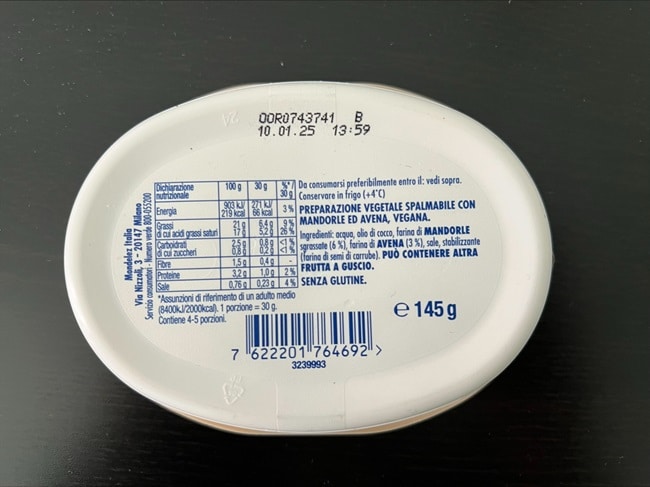 OOR0743741 B
10.01.25 13:59
Mondelez Italia
Via Nizzoli, 3 - 20147 Milano
Servizio consumatori - Numero verde 800-055200
Dichiarazione nutrizionale 100 g 30 g %*/ 30 g
Energia 903 kJ/ 219 kcal 271 kJ/ 66 kcal 3%
Grassi 21 g 6,4 g 9%
di cui acidi grassi saturi 17 g 5,2 g 26%
Carboidrati 2,5 g 0,8 g <1%
di cui zuccheri 0,8 g 0,2 g <1%
Fibre 1,5 g 0,4 g -
Proteine 3,2 g 1,0 g 2%
Sale 0,76 g 0,23 g 4%
*Assunzioni di riferimento di un adulto medio
(8400kJ/2000kcal). 1 porzione = 30 g.
Contiene 4-5 porzioni.
Da consumarsi preferibilmente entro il: vedi sopra.
Conservare in frigo (+4°C)
PREPARAZIONE VEGETALE SPALMABILE CON
MANDORLE ED AVENA, VEGANA.
Ingredienti: acqua, olio di cocco, farina di MANDORLE
sgrassate (6 %), farina di AVENA (3 %), sale, stabilizzante
(farina di semi di carrube). PUÒ CONTENERE ALTRA
FRUTTA A GUSCIO.
SENZA GLUTINE.
e 145 g
7 622201 764692 >
3239993